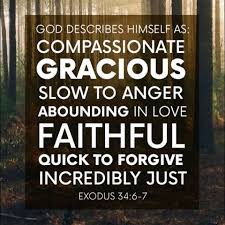 GOD DESCRIBES HIMSELF AS:
COMPASSIONATE
GRACIOUS
SLOW TO ANGER
ABOUNDING IN LOVE
FAITHFUL
QUICK TO FORGIVE
INCREDIBLY JUST
EXODUS 34:6-7